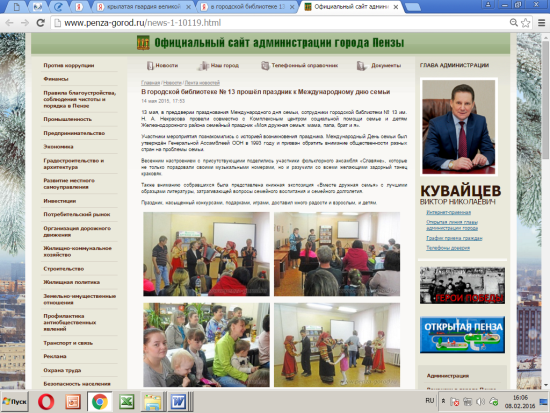 крылатая гвардия великой
в городской библиотеке 13
Официальный сайт админи
www.penza-gorod.ru/news-1-10119.html
Официальный сайт администрации города Пензы
Новости
Наш город
Телефонный справочник
Документы
Против коррупции
Финансы
Правила благоустройства,
соблюдение чистоты и
порядка в Пензе
Промышленность
Предпринимательство
Экономика
Градостроительство и
архитектура
Развитие местного
самоуправления
Инвестиции
Потребительский рынок
Организация дорожного
движения
Жилищно-коммунальное
хозяйство
Строительство
Жилищная политика
Земельно-имущественные
отношения
Профилактика
антиобщественных
явлений
Транспорт и связь
Реклама
Охрана труда
Безопасность населения
Главная / Новости / Лента новостей
В городской библиотеке № 13 прошёл праздник к Международному дню семьи
14 мая 2015, 17:53
13 мая, в преддверии празднования Международного дня семьи, сотрудники городской библиотеки № 13 им.
Н. А. Некрасова провели совместно с Комплексным центром социальной помощи семье и детям
Железнодорожного района семейный праздник «Моя дружная семья: мама, папа, брат и я».
Участники мероприятия познакомились с историей возникновения праздника. Международный День семьи был
утверждён Генеральной Ассамблеей ООН в 1993 году и призван обратить внимание общественности разных
стран на проблемы семьи.
Весенним настроением с присутствующими поделились участники фольклорного ансамбля «Славяне», которые
не только порадовали своими музыкальными номерами, но и разучили со всеми желающими задорный танец
краковяк.
Также вниманию собравшихся была представлена книжная экспозиция «Вместе дружная семья» с лучшими
образцами литературы, затрагивающей вопросы семейного воспитания и семейного долголетия.
Праздник, насыщенный конкурсами, подарками, играми, доставил много радости и взрослым, и детям.
ГЛАВА АДМИНИСТРАЦИИ
КУВАЙЦЕВ
ВИКТОР НИКОЛАЕВИЧ
Интернет-приемная
Открытая линия главы
администрации города
График приема граждан
Телефоны доверия
ГЕРОИ ПОБЕДЫ
ОТКРЫТАЯ ПЕНЗА
Администрация
Пуск
RU
16:06
08.02.2016